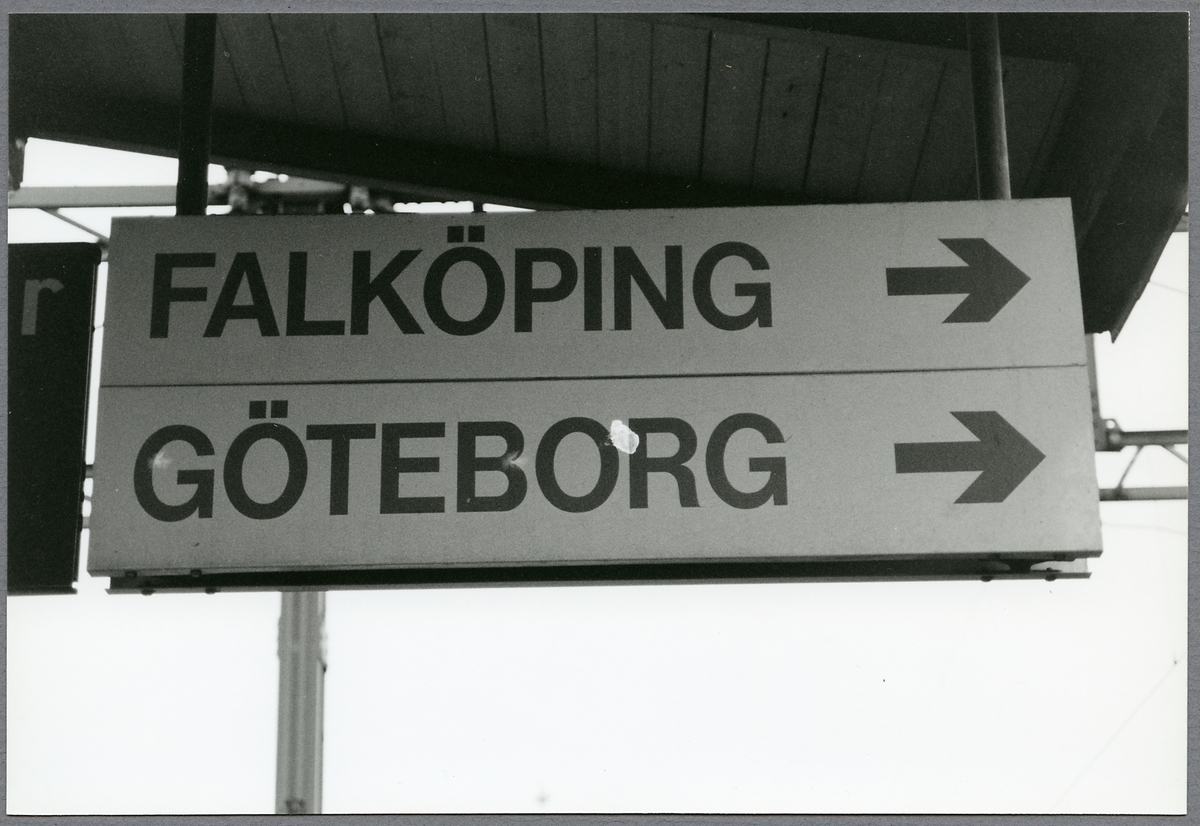 FALKÖPING →
GÖTEBORG →
r